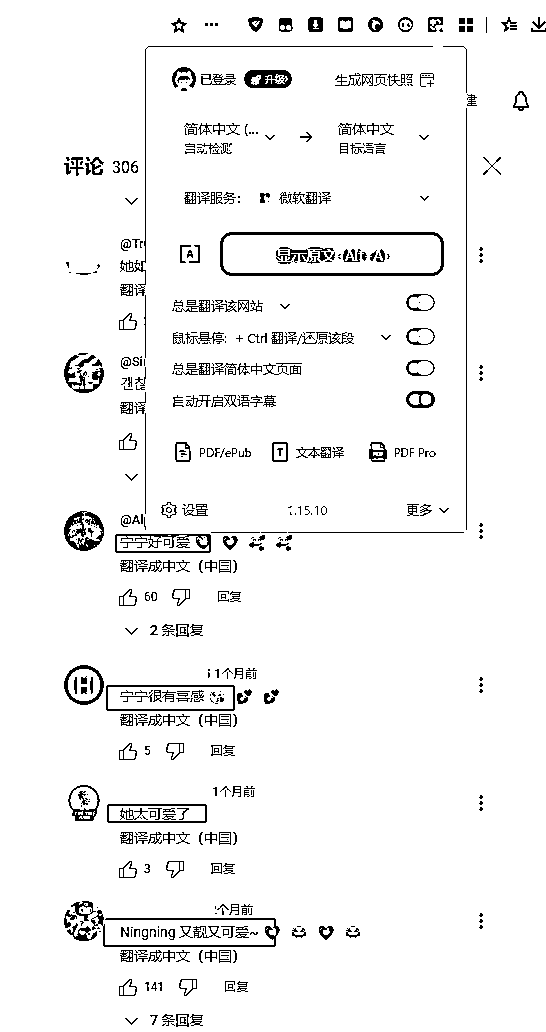 已登录 升级
生成网页快照
建
简体中文 (...
自动检测
→
简体中文
目标语言
评论 306
翻译服务: 微软翻译
显示原文 (Alt+A)
@Tr
她如
翻译
总是翻译该网站
鼠标悬停: + Ctrl 翻译/还原该段
@Si
总是翻译简体中文页面
翻译
自动开启双语字幕
PDF/ePub
文本翻译
PDF Pro
设置
1.15.10
更多
@Al
宁宁好可爱
翻译成中文（中国）
60 回复
2 条回复
1个月前
宁宁很有喜感
翻译成中文（中国）
5 回复
1个月前
她太可爱了
翻译成中文（中国）
3 回复
个月前
Ningning 又靓又可爱~
翻译成中文（中国）
141 回复
7 条回复